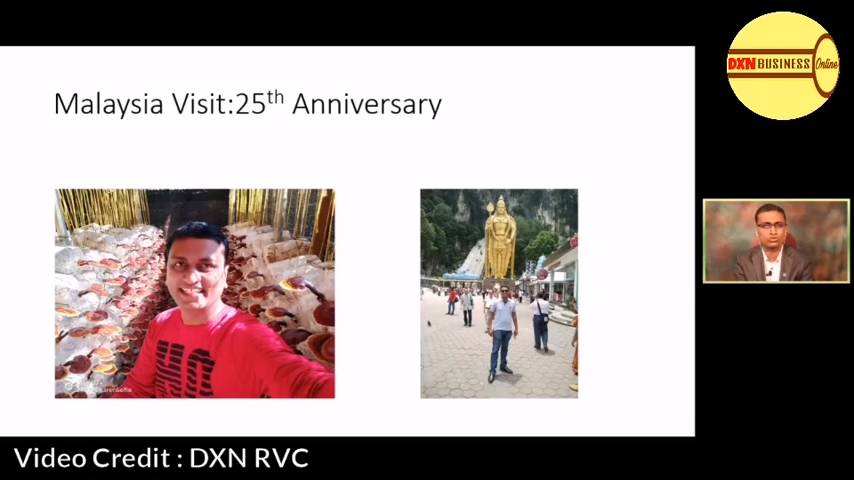 DXN BUSINESS Online
Malaysia Visit:25th Anniversary
Video Credit : DXN RVC